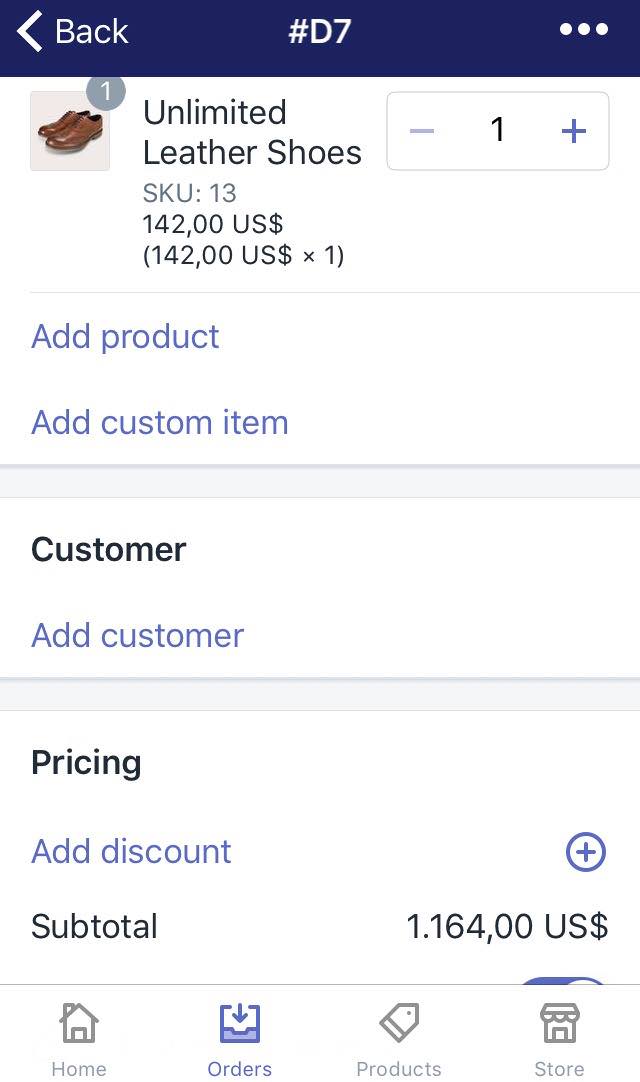 Back
#D7
1
Unlimited
Leather Shoes
1
SKU: 13
142,00 US$
(142,00 US$ × 1)
Add product
Add custom item
Customer
Add customer
Pricing
Add discount
Subtotal 1.164,00 US$
Home Orders Products Store